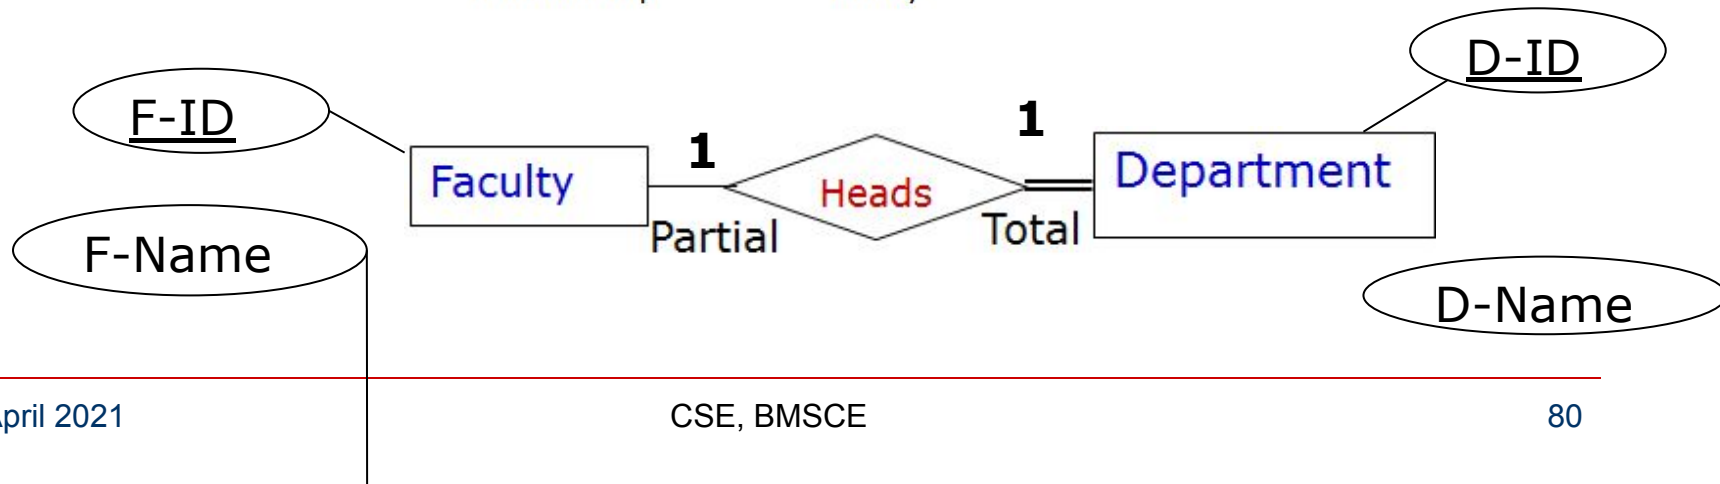 D-ID
F-ID
1
1
Faculty
Heads
Department
Partial
Total
F-Name
D-Name
April 2021
CSE, BMSCE
80